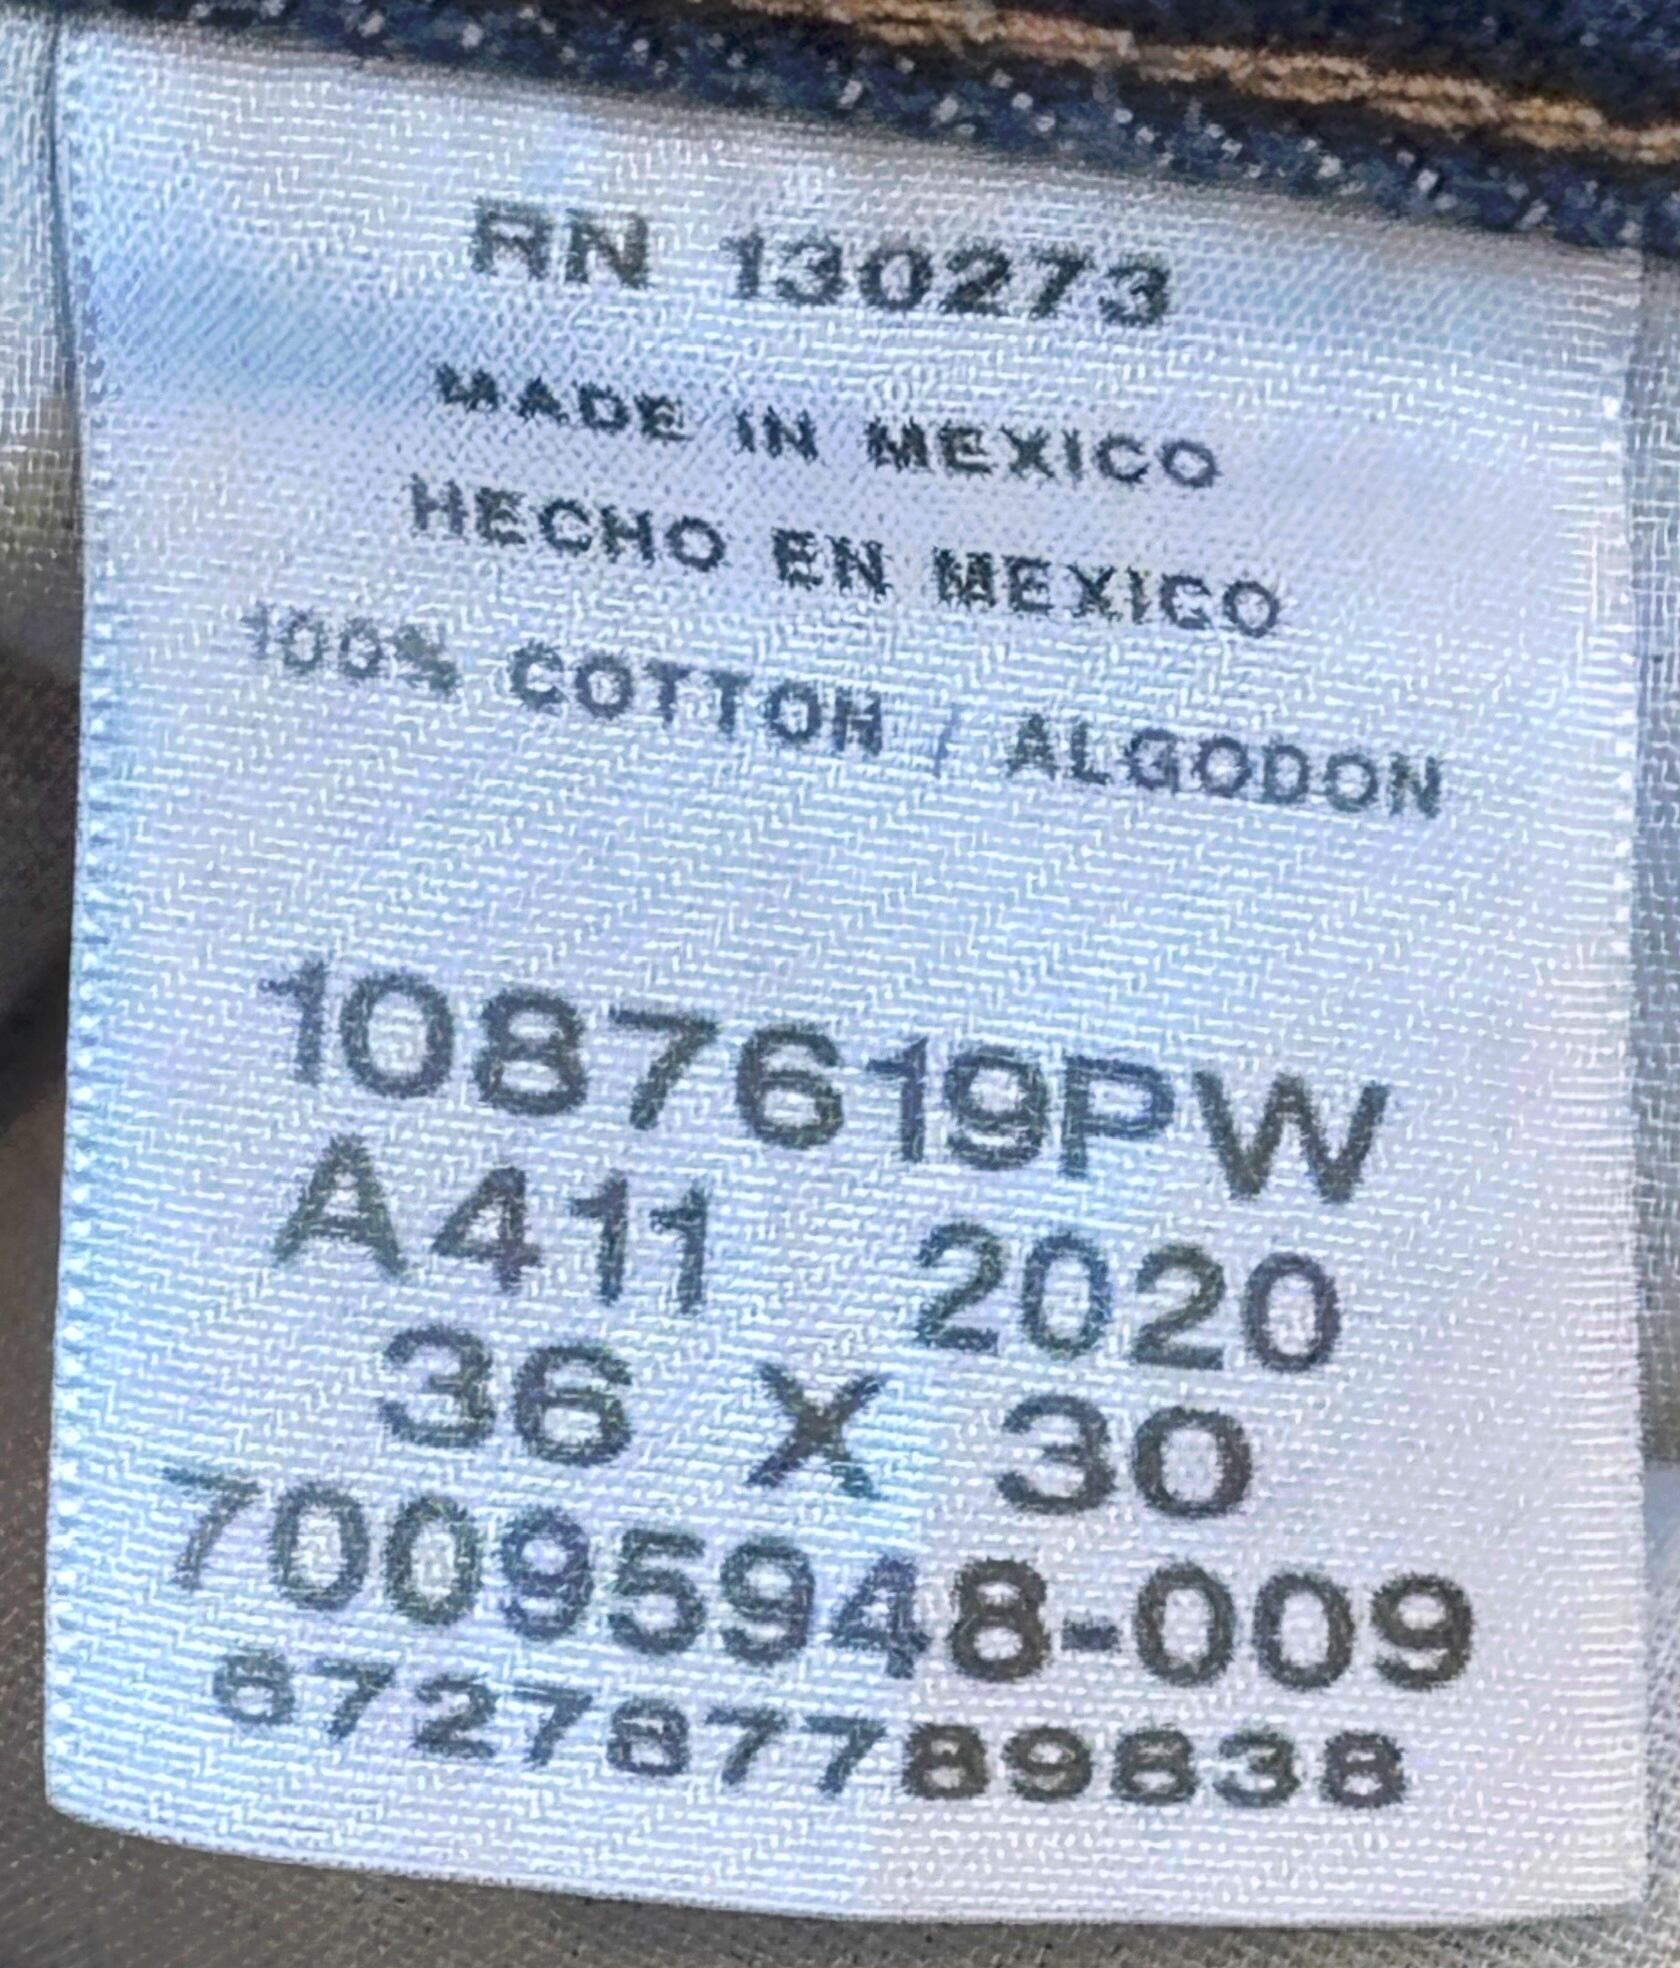 RN 130273
MADE IN MEXICO
HECHO EN MEXICO
100% COTTON / ALGODON
1087619PW
A411 2020
36 X 30
70095948-009
672787789838